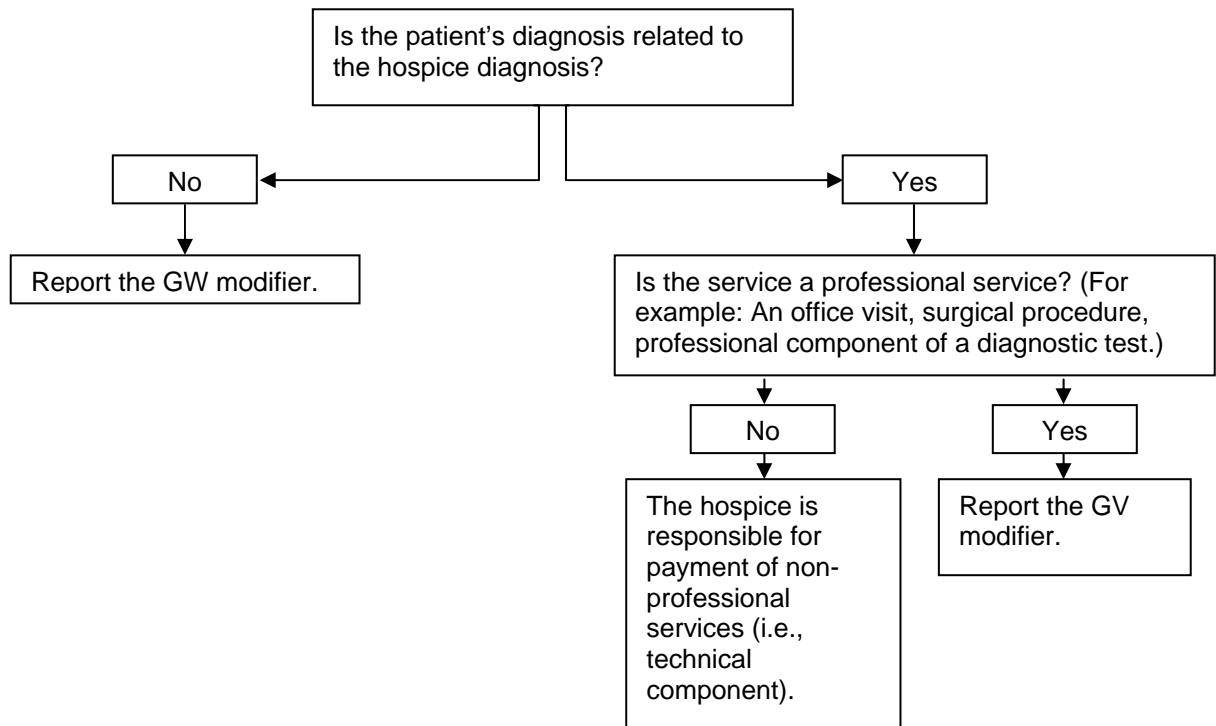 Is the patient’s diagnosis related to
the hospice diagnosis?
No
Yes
Report the GW modifier.
Is the service a professional service? (For
example: An office visit, surgical procedure,
professional component of a diagnostic test.)
No
Yes
The hospice is
responsible for
payment of non-
professional
services (i.e.,
technical
component).
Report the GV
modifier.